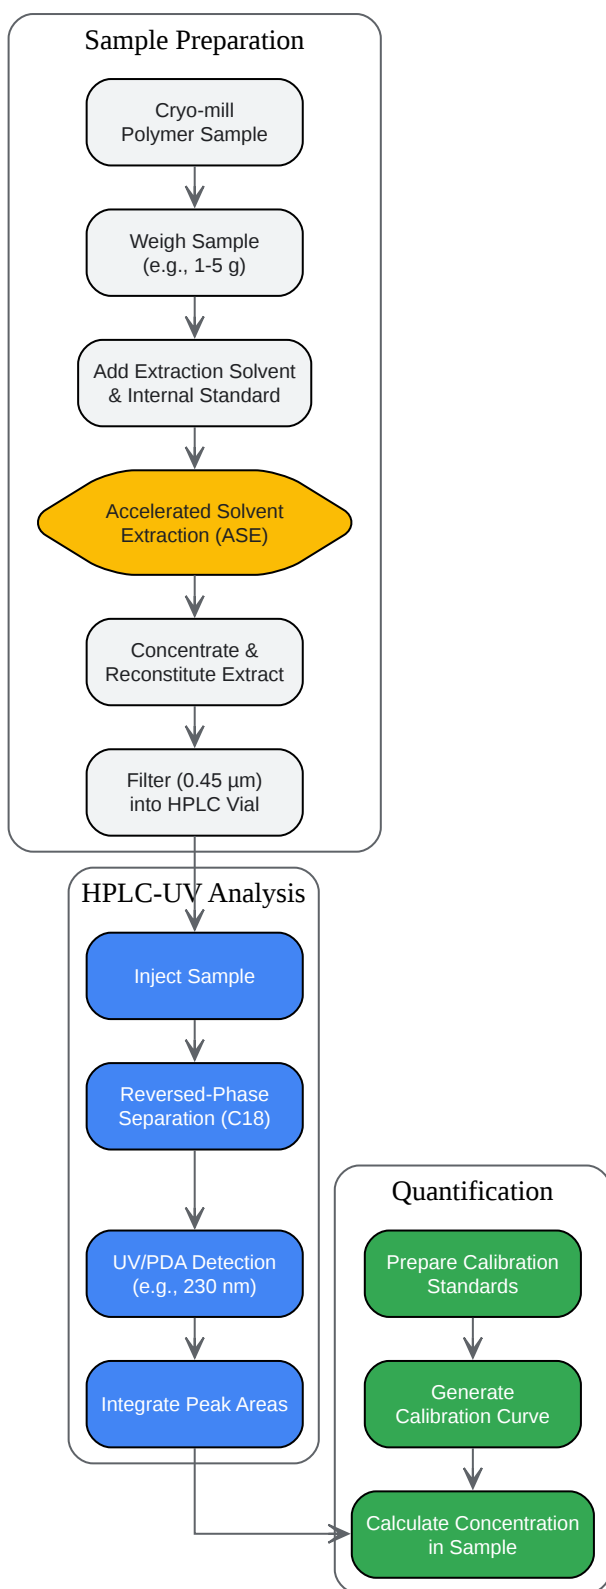 Sample Preparation
Cryo-mill
Polymer Sample
Weigh Sample
(e.g., 1-5 g)
Add Extraction Solvent
& Internal Standard
Accelerated Solvent
Extraction (ASE)
Concentrate &
Reconstitute Extract
Filter (0.45 µm)
into HPLC Vial
HPLC-UV Analysis
Inject Sample
Reversed-Phase
Separation (C18)
UV/PDA Detection
(e.g., 230 nm)
Integrate Peak Areas
Quantification
Prepare Calibration
Standards
Generate
Calibration Curve
Calculate Concentration
in Sample